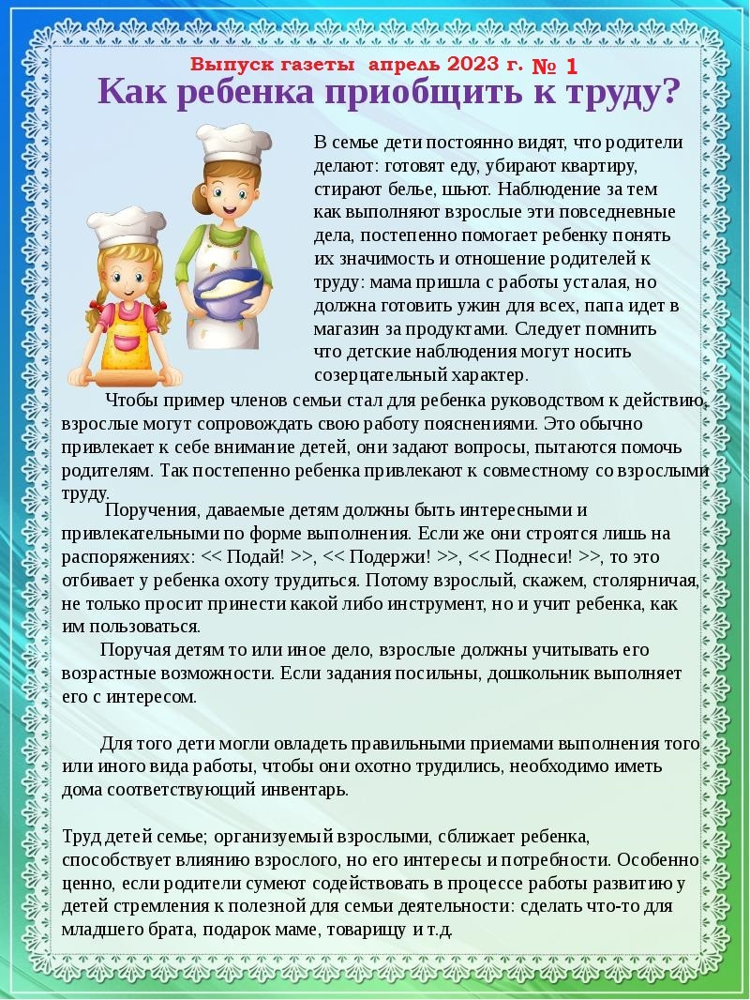 Выпуск газеты апрель 2023 г. № 1
Как ребенка приобщить к труду?
В семье дети постоянно видят, что родители
делают: готовят еду, убирают квартиру,
стирают белье, шьют. Наблюдение за тем
как выполняют взрослые эти повседневные
дела, постепенно помогает ребенку понять
их значимость и отношение родителей к
труду: мама пришла с работы усталая, но
должна готовить ужин для всех, папа идет в
магазин за продуктами. Следует помнить
что детские наблюдения могут носить
созерцательный характер.
Чтобы пример членов семьи стал для ребенка руководством к действию,
взрослые могут сопровождать свою работу пояснениями. Это обычно
привлекает к себе внимание детей, они задают вопросы, пытаются помочь
родителям. Так постепенно ребенка привлекают к совместному со взрослыми
труду.
Поручения, даваемые детям должны быть интересными и
привлекательными по форме выполнения. Если же они строятся лишь на
распоряжениях: << Подай! >>, << Подержи! >>, << Поднеси! >>, то это
отбивает у ребенка охоту трудиться. Потому взрослый, скажем, столярничая,
не только просит принести какой либо инструмент, но и учит ребенка, как
им пользоваться.
Поручая детям то или иное дело, взрослые должны учитывать его
возрастные возможности. Если задания посильны, дошкольник выполняет
его с интересом.
Для того дети могли овладеть правильными приемами выполнения того
или иного вида работы, чтобы они охотно трудились, необходимо иметь
дома соответствующий инвентарь.
Труд детей семье; организуемый взрослыми, сближает ребенка,
способствует влиянию взрослого, но его интересы и потребности. Особенно
ценно, если родители сумеют содействовать в процессе работы развитию у
детей стремления к полезной для семьи деятельности: сделать что-то для
младшего брата, подарок маме, товарищу и т.д.